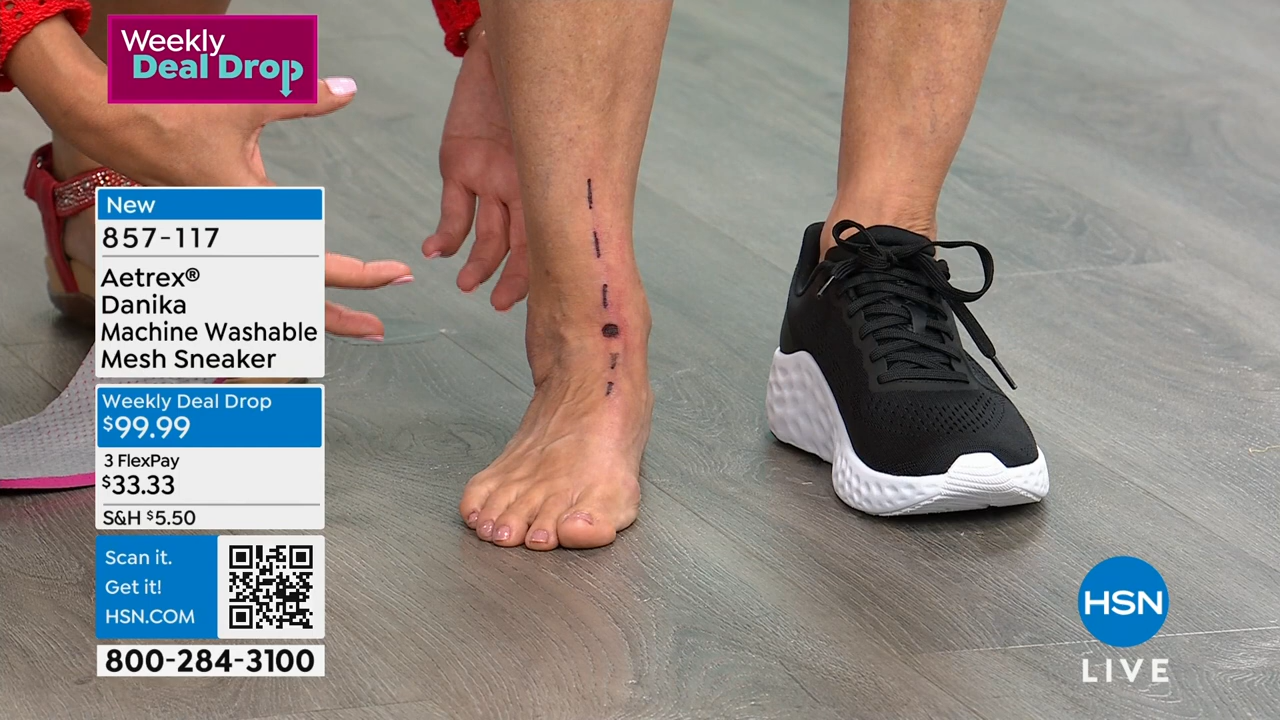 Weekly
Deal Drop
New
857-117
Aetrex®
Danika
Machine Washable
Mesh Sneaker
Weekly Deal Drop
$99.99
3 FlexPay
$33.33
S&H $5.50
Scan it.
Get it!
HSN.COM
800-284-3100
HSN
LIVE